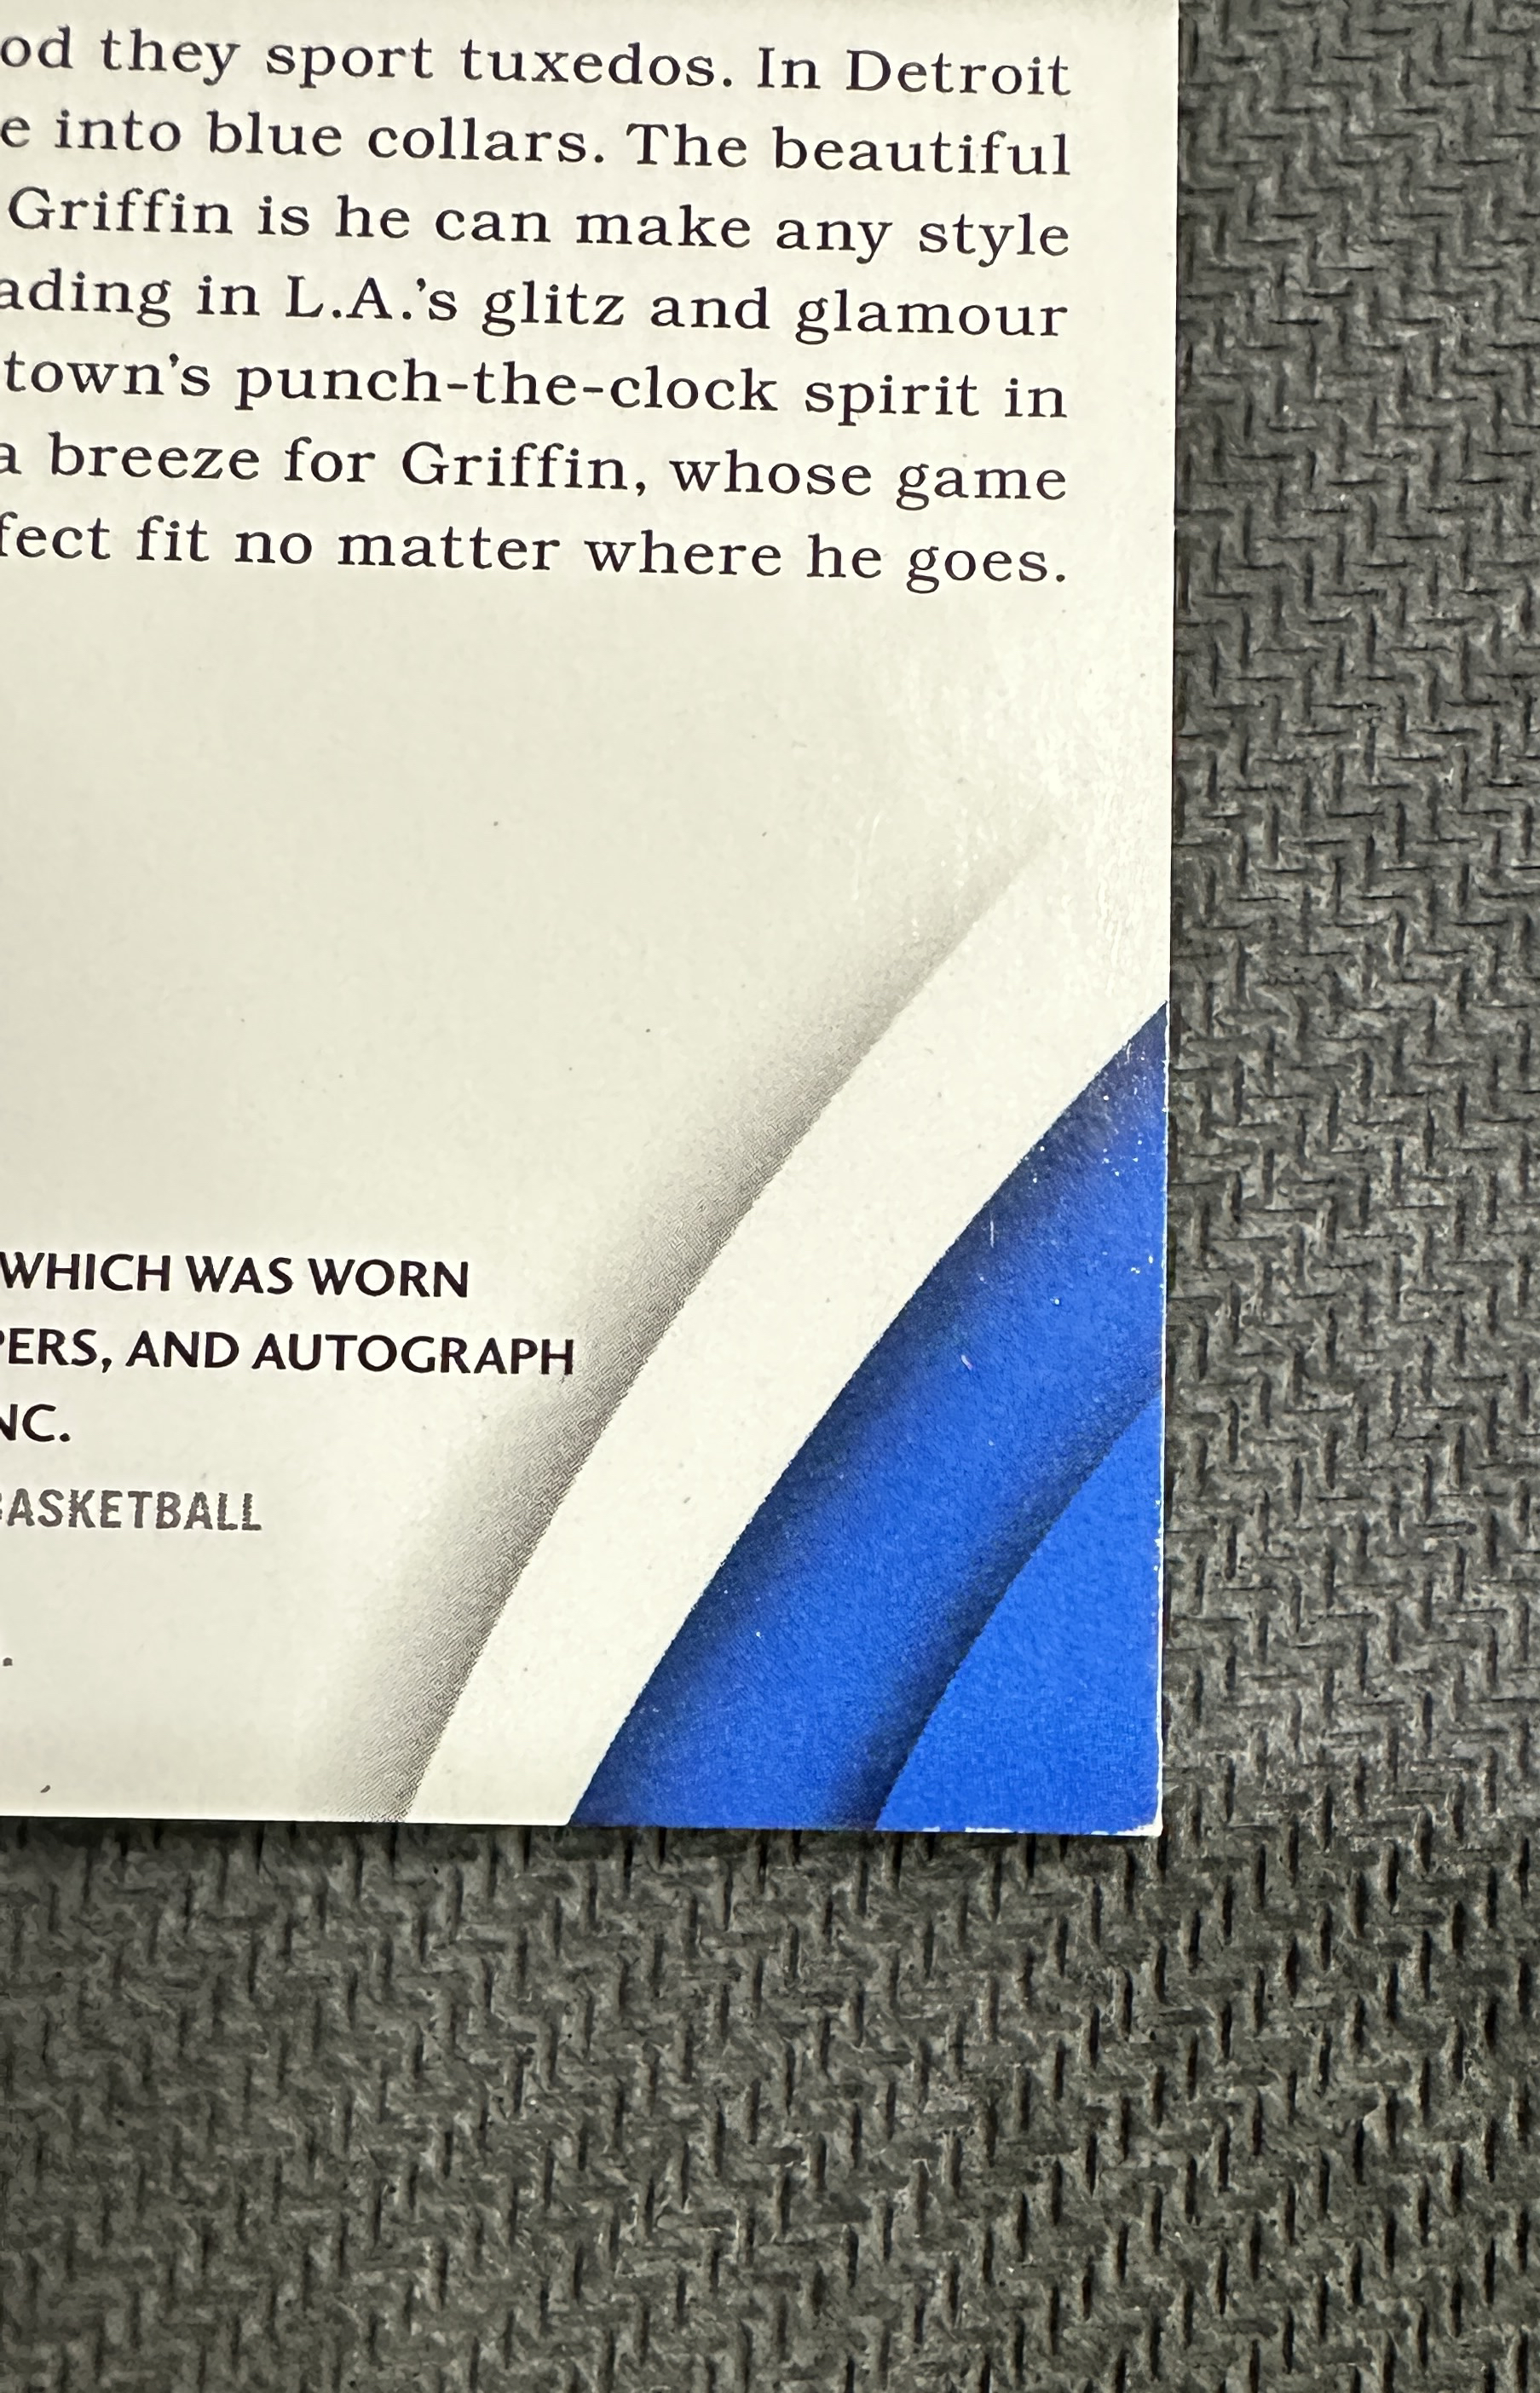 od they sport tuxedos. In Detroit
e into blue collars. The beautiful
Griffin is he can make any style
ading in L.A.'s glitz and glamour
town's punch-the-clock spirit in
a breeze for Griffin, whose game
fect fit no matter where he goes.
WHICH WAS WORN
PERS, AND AUTOGRAPH
NC.
BASKETBALL
.